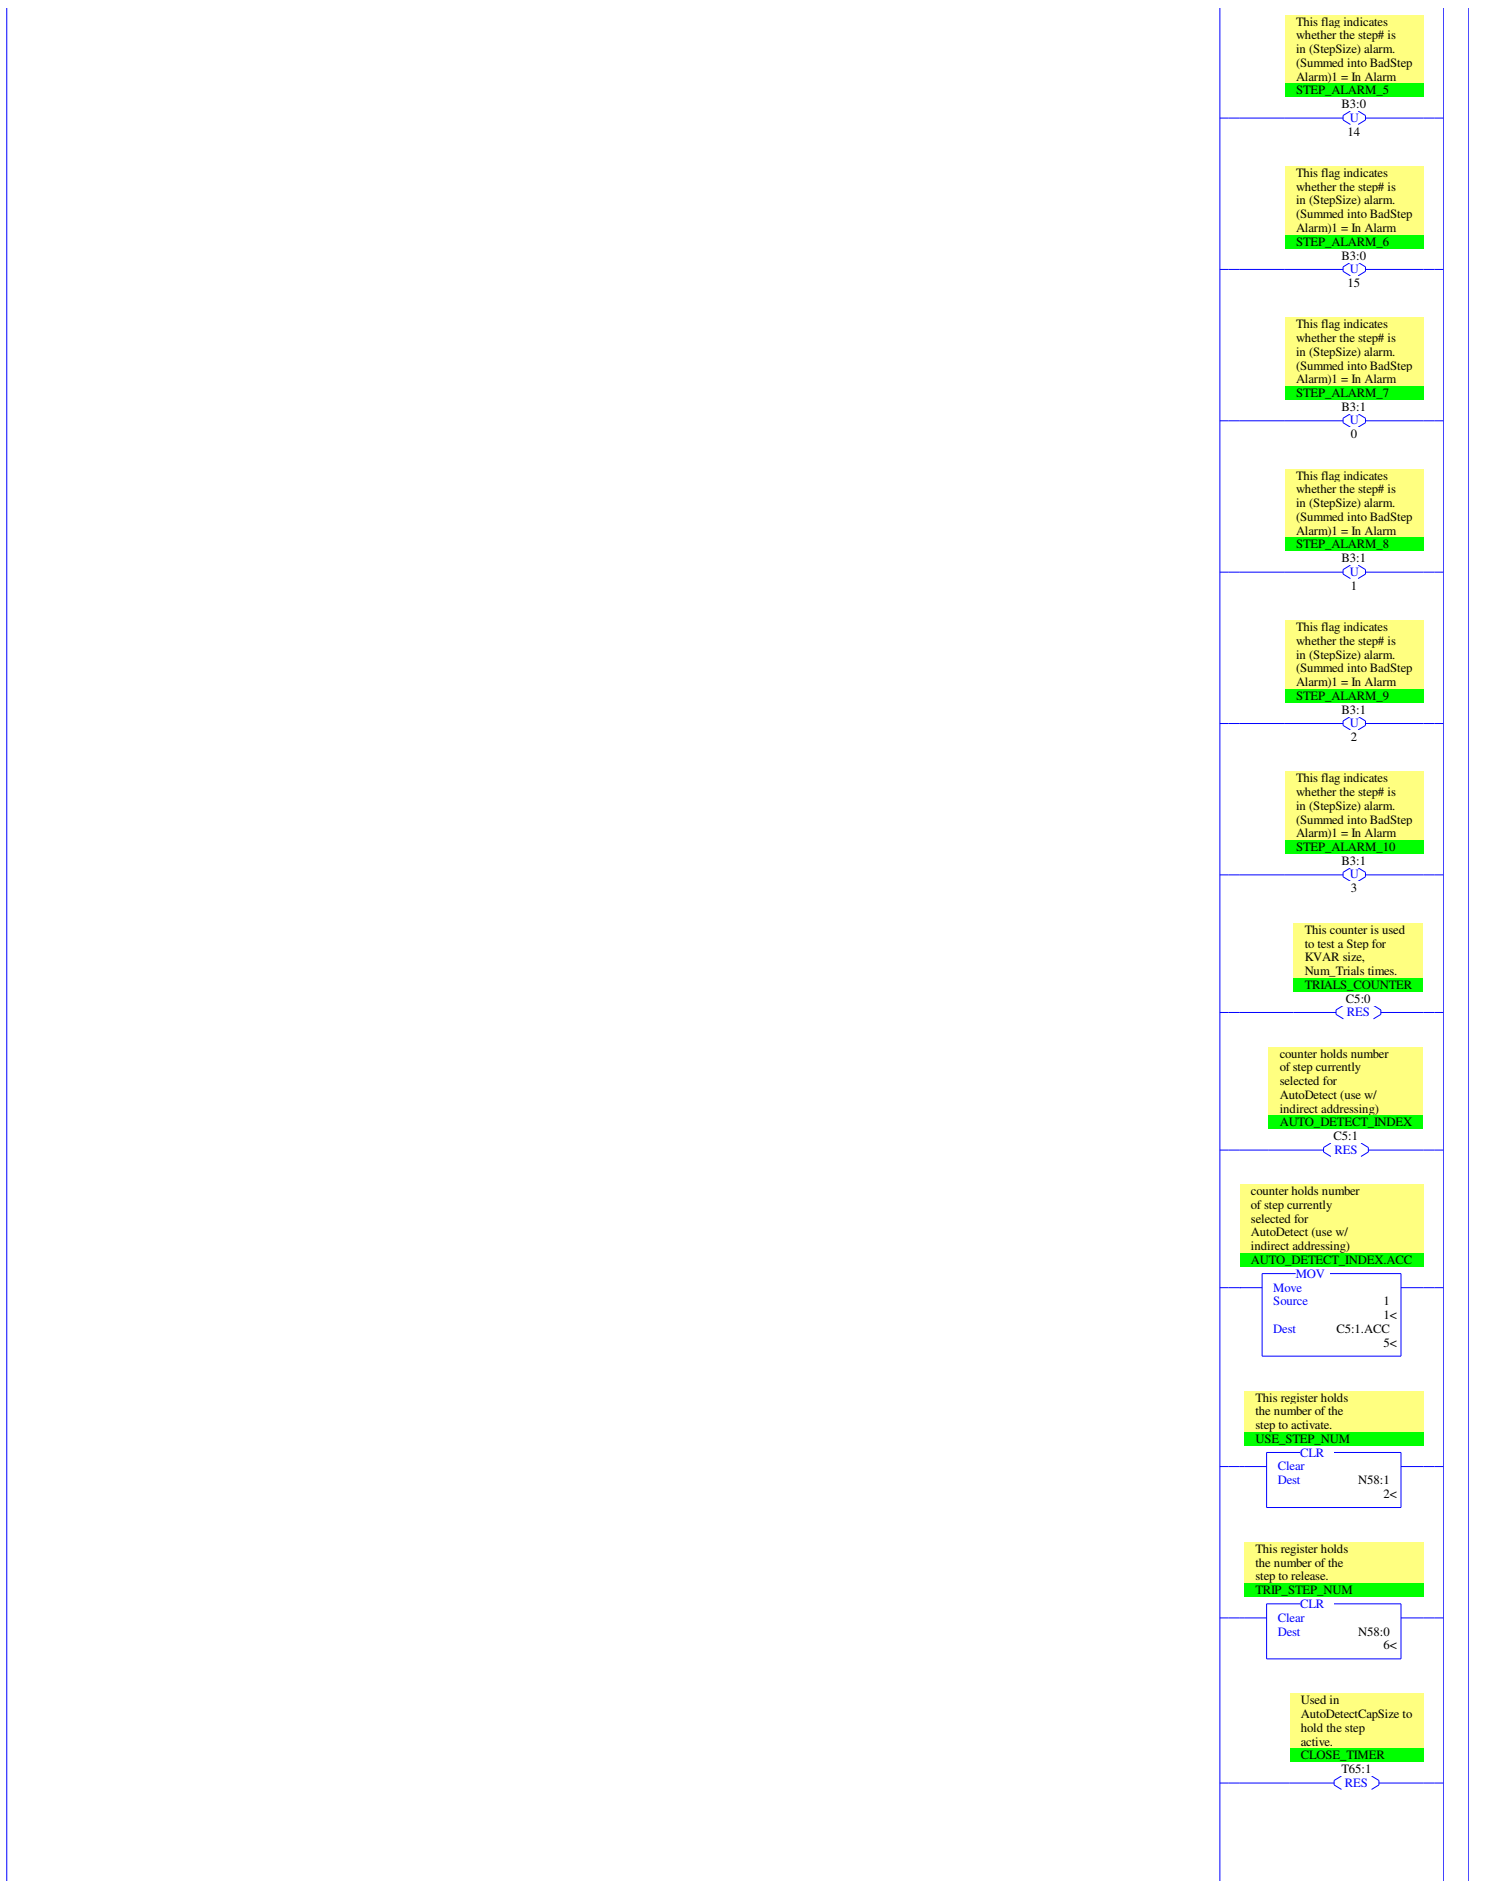 This flag indicates
whether the step# is
in (StepSize) alarm.
(Summed into BadStep
Alarm)1 = In Alarm
STEP_ALARM_5
B3:0
U
14
This flag indicates
whether the step# is
in (StepSize) alarm.
(Summed into BadStep
Alarm)1 = In Alarm
STEP_ALARM_6
B3:0
U
15
This flag indicates
whether the step# is
in (StepSize) alarm.
(Summed into BadStep
Alarm)1 = In Alarm
STEP_ALARM_7
B3:1
U
0
This flag indicates
whether the step# is
in (StepSize) alarm.
(Summed into BadStep
Alarm)1 = In Alarm
STEP_ALARM_8
B3:1
U
1
This flag indicates
whether the step# is
in (StepSize) alarm.
(Summed into BadStep
Alarm)1 = In Alarm
STEP_ALARM_9
B3:1
U
2
This flag indicates
whether the step# is
in (StepSize) alarm.
(Summed into BadStep
Alarm)1 = In Alarm
STEP_ALARM_10
B3:1
U
3
This counter is used
to test a Step for
KVAR size,
Num_Trials times.
TRIALS_COUNTER
C5:0
RES
counter holds number
of step currently
selected for
AutoDetect (use w/
indirect addressing)
AUTO_DETECT_INDEX
C5:1
RES
counter holds number
of step currently
selected for
AutoDetect (use w/
indirect addressing)
AUTO_DETECT_INDEX.ACC
MOV
Move
Source 1
1<
Dest C5:1.ACC
5<
This register holds
the number of the
step to activate.
USE_STEP_NUM
CLR
Clear
Dest N58:1
2<
This register holds
the number of the
step to release.
TRIP_STEP_NUM
CLR
Clear
Dest N58:0
6<
Used in
AutoDetectCapSize to
hold the step
active.
CLOSE_TIMER
T65:1
RES